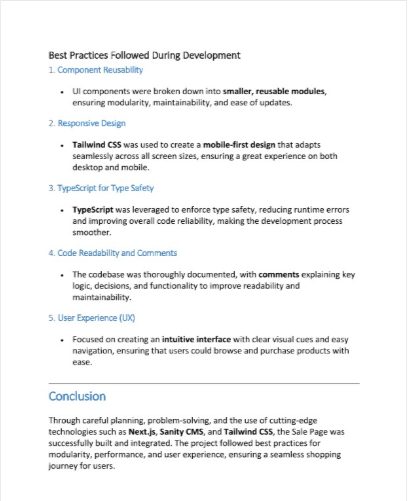 Best Practices Followed During Development
1. Component Reusability
• UI components were broken down into smaller, reusable modules,
ensuring modularity, maintainability, and ease of updates.
2. Responsive Design
• Tailwind CSS was used to create a mobile-first design that adapts
seamlessly across all screen sizes, ensuring a great experience on both
desktop and mobile.
3. TypeScript for Type Safety
• TypeScript was leveraged to enforce type safety, reducing runtime errors
and improving overall code reliability, making the development process
smoother.
4. Code Readability and Comments
• The codebase was thoroughly documented, with comments explaining key
logic, decisions, and functionality to improve readability and
maintainability.
5. User Experience (UX)
• Focused on creating an intuitive interface with clear visual cues and easy
navigation, ensuring that users could browse and purchase products with
ease.
Conclusion
Through careful planning, problem-solving, and the use of cutting-edge
technologies such as Next.js, Sanity CMS, and Tailwind CSS, the Sale Page was
successfully built and integrated. The project followed best practices for
modularity, performance, and user experience, ensuring a seamless shopping
journey for users.